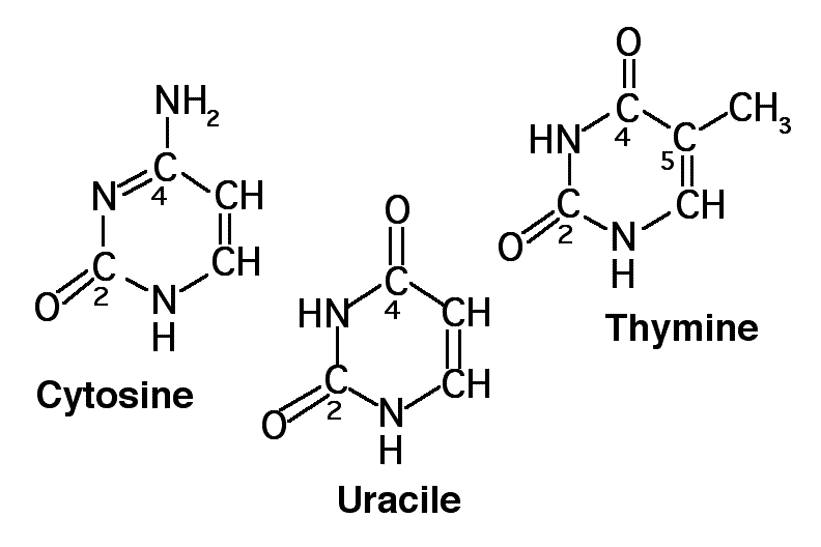 NH2
C
4
N
CH
CH
C
2
O
N
H
Cytosine
O
C
4
HN
CH
CH
C
2
O
N
H
Uracile
O
C
4
CH3
HN
C
5
C
2
CH
O
N
H
Thymine